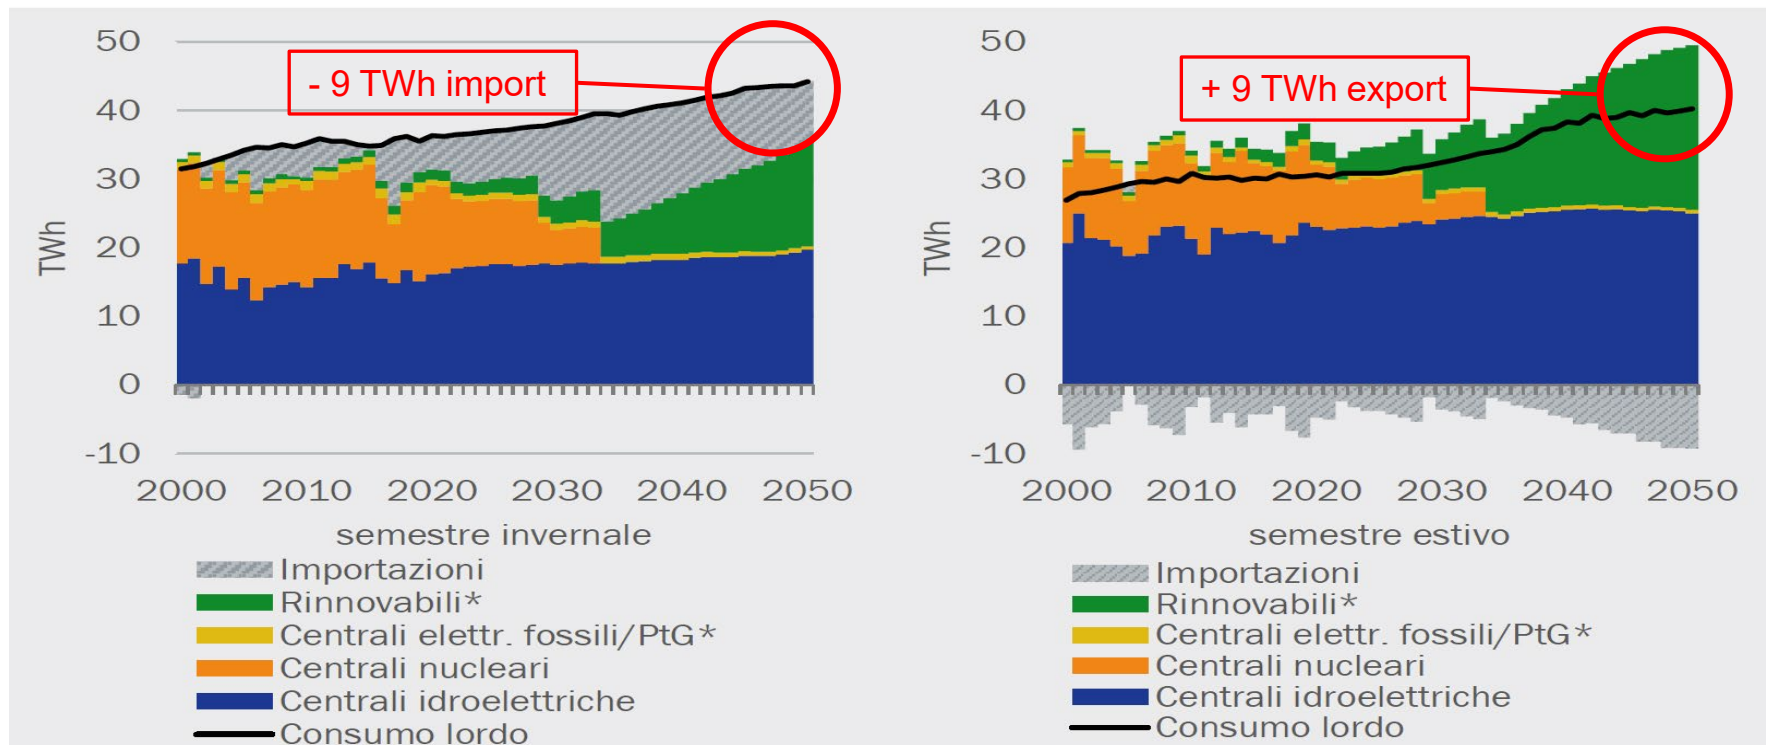 50
40
30
20
10
0
-10
TWh
- 9 TWh import
2000 2010 2020 2030 2040 2050
semestre invernale
Importazioni
Rinnovabili*
Centrali elettr. fossili/PtG*
Centrali nucleari
Centrali idroelettriche
Consumo lordo
50
40
30
20
10
0
-10
TWh
+ 9 TWh export
2000 2010 2020 2030 2040 2050
semestre estivo
Importazioni
Rinnovabili*
Centrali elettr. fossili/PtG*
Centrali nucleari
Centrali idroelettriche
Consumo lordo